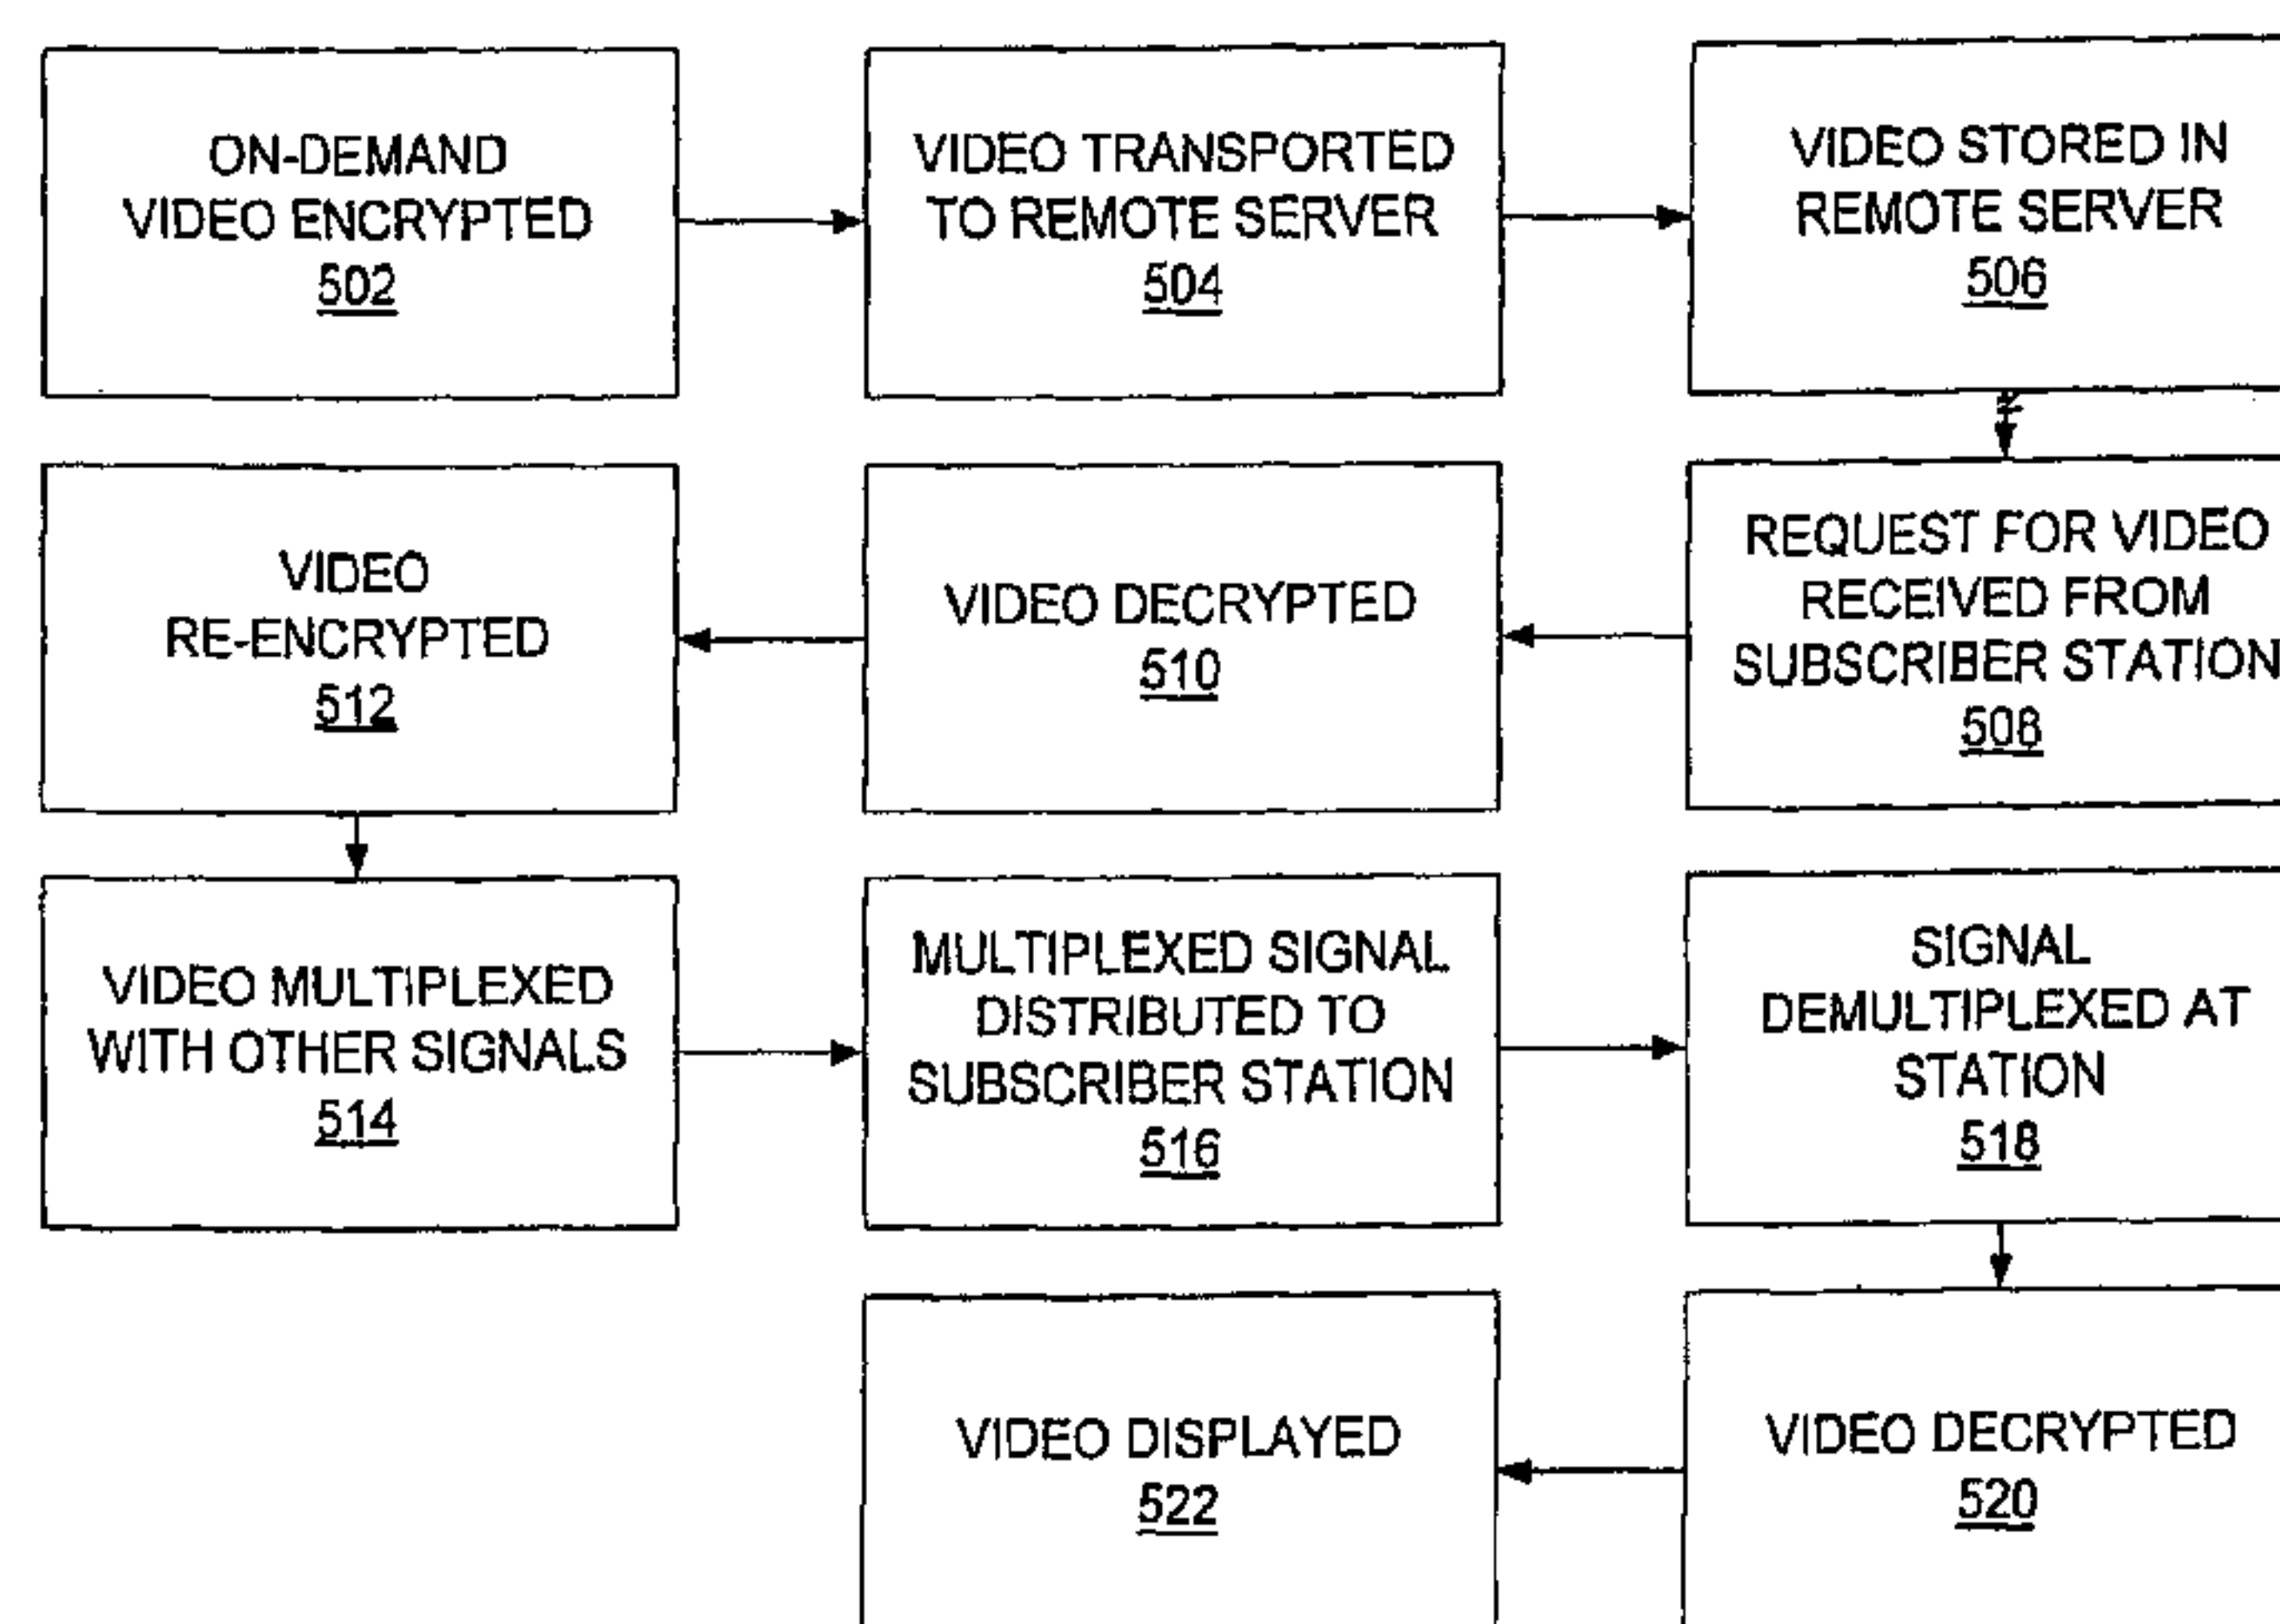 ON-DEMAND
VIDEO ENCRYPTED
502
VIDEO TRANSPORTED
TO REMOTE SERVER
504
VIDEO STORED IN
REMOTE SERVER
506
REQUEST FOR VIDEO
RECEIVED FROM
SUBSCRIBER STATION
508
VIDEO DECRYPTED
510
VIDEO
RE-ENCRYPTED
512
VIDEO MULTIPLEXED
WITH OTHER SIGNALS
514
MULTIPLEXED SIGNAL
DISTRIBUTED TO
SUBSCRIBER STATION
516
SIGNAL
DEMULTIPLEXED AT
STATION
518
VIDEO DECRYPTED
520
VIDEO DISPLAYED
522